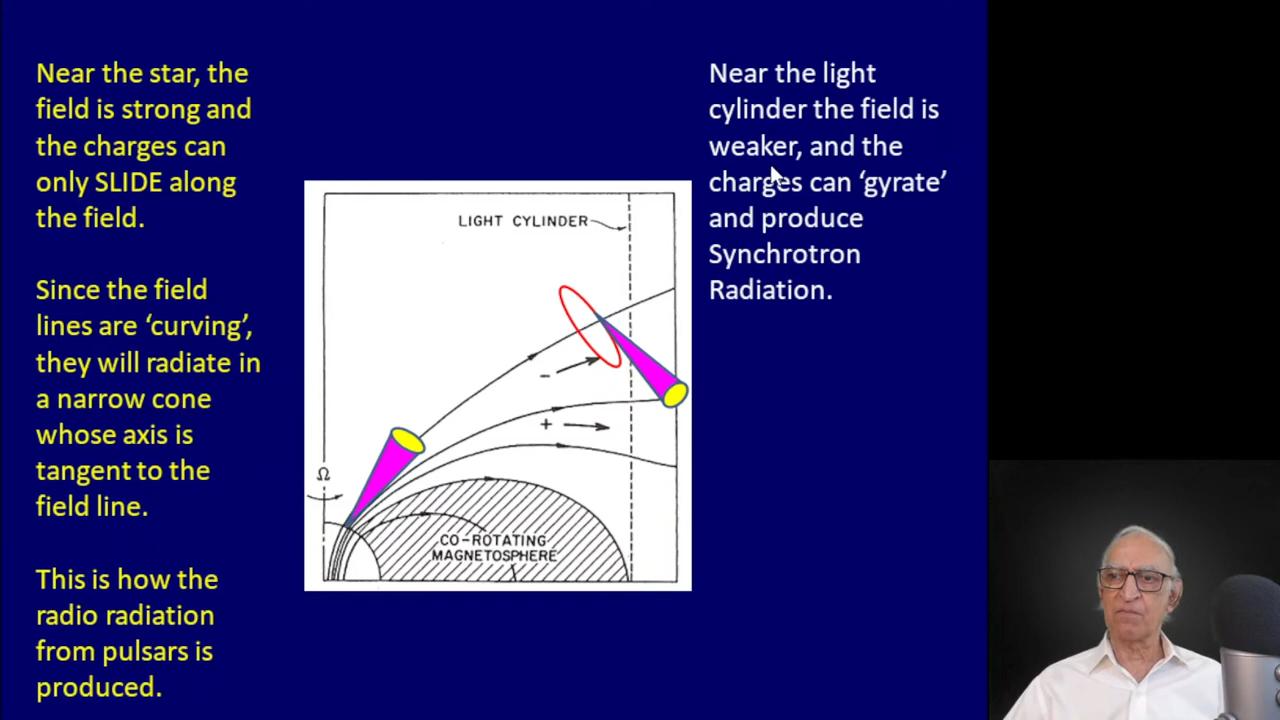 Near the star, the
field is strong and
the charges can
only SLIDE along
the field.
Since the field
lines are ‘curving’,
they will radiate in
a narrow cone
whose axis is
tangent to the
field line.
This is how the
radio radiation
from pulsars is
produced.
LIGHT CYLINDER
-
+
Ω
CO-ROTATING
MAGNETOSPHERE
Near the light
cylinder the field is
weaker, and the
charges can ‘gyrate’
and produce
Synchrotron
Radiation.